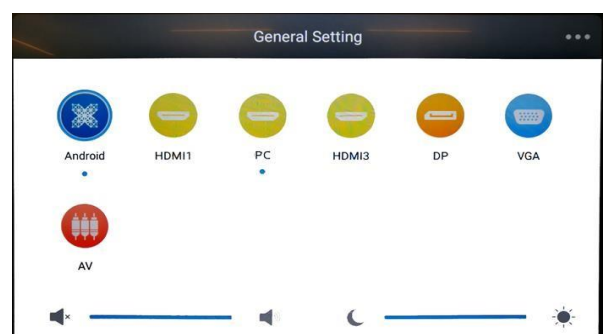 General Setting
Android
HDMI1
PC
HDMI3
DP
VGA
AV